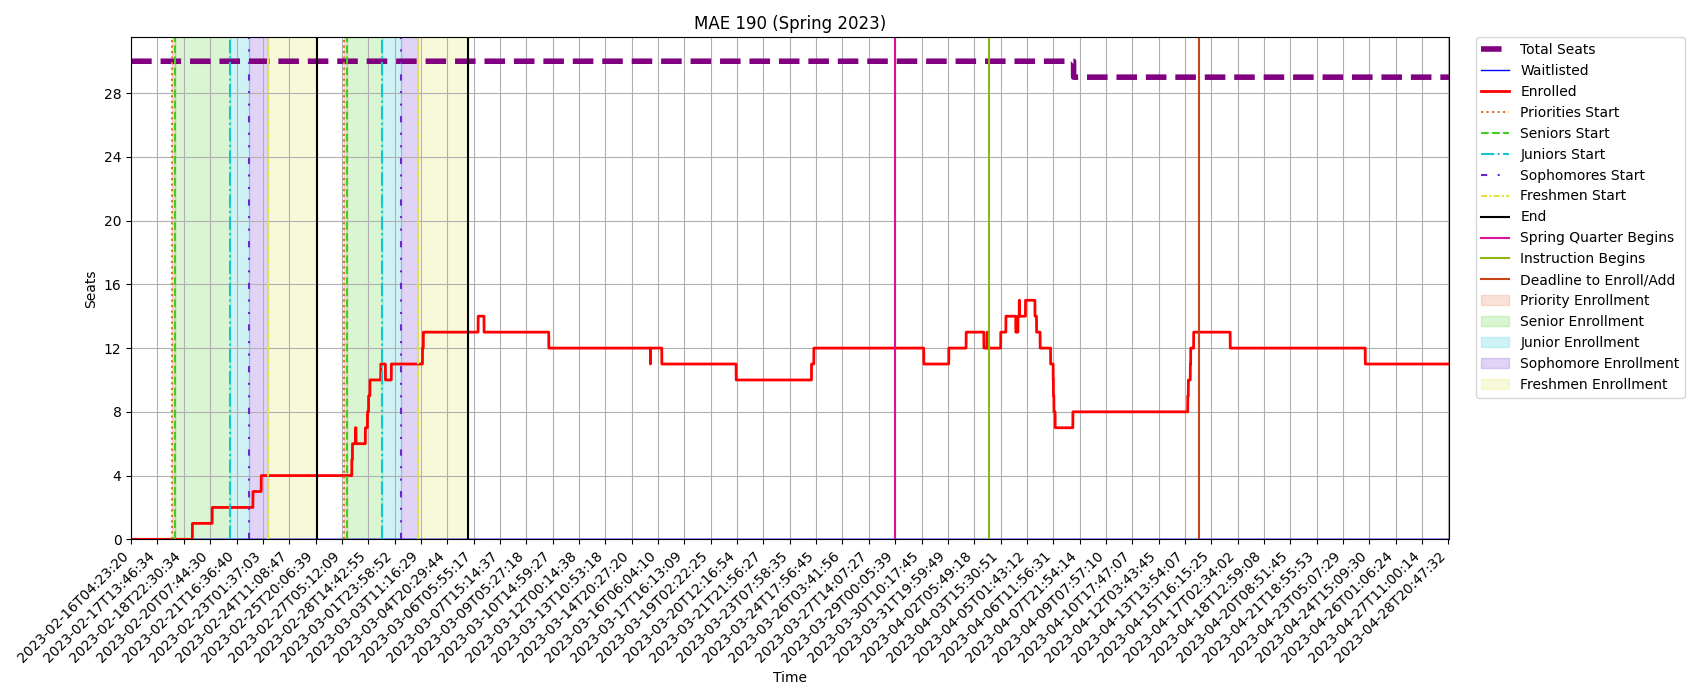 MAE 190 (Spring 2023)
Seats
28
24
20
16
12
8
4
0
2023-02-16T04:23:20
2023-02-17T13:46:34
2023-02-18T22:30:34
2023-02-20T07:44:30
2023-02-21T16:36:40
2023-02-23T01:37:03
2023-02-24T11:08:47
2023-02-25T20:06:39
2023-02-27T05:12:09
2023-02-28T14:42:55
2023-03-01T23:58:52
2023-03-03T11:16:29
2023-03-04T20:29:44
2023-03-06T05:55:17
2023-03-07T15:14:37
2023-03-09T05:27:18
2023-03-10T14:59:27
2023-03-12T00:14:38
2023-03-13T10:53:18
2023-03-14T20:27:20
2023-03-16T06:04:10
2023-03-17T16:13:09
2023-03-19T02:22:25
2023-03-20T12:16:54
2023-03-21T21:56:27
2023-03-23T07:58:35
2023-03-24T17:56:45
2023-03-26T03:41:56
2023-03-27T14:07:27
2023-03-29T00:05:39
2023-03-30T10:17:45
2023-03-31T19:59:49
2023-04-02T05:49:18
2023-04-03T15:30:51
2023-04-05T01:43:12
2023-04-06T11:56:31
2023-04-07T21:54:14
2023-04-09T07:57:10
2023-04-10T17:47:07
2023-04-12T03:43:45
2023-04-13T13:54:07
2023-04-15T16:15:25
2023-04-17T02:34:02
2023-04-18T12:59:08
2023-04-20T08:51:45
2023-04-21T18:55:53
2023-04-23T05:07:29
2023-04-24T15:09:30
2023-04-26T01:06:24
2023-04-27T11:00:14
2023-04-28T20:47:32
Time
Total Seats
Waitlisted
Enrolled
Priorities Start
Seniors Start
Juniors Start
Sophomores Start
Freshmen Start
End
Spring Quarter Begins
Instruction Begins
Deadline to Enroll/Add
Priority Enrollment
Senior Enrollment
Junior Enrollment
Sophomore Enrollment
Freshmen Enrollment